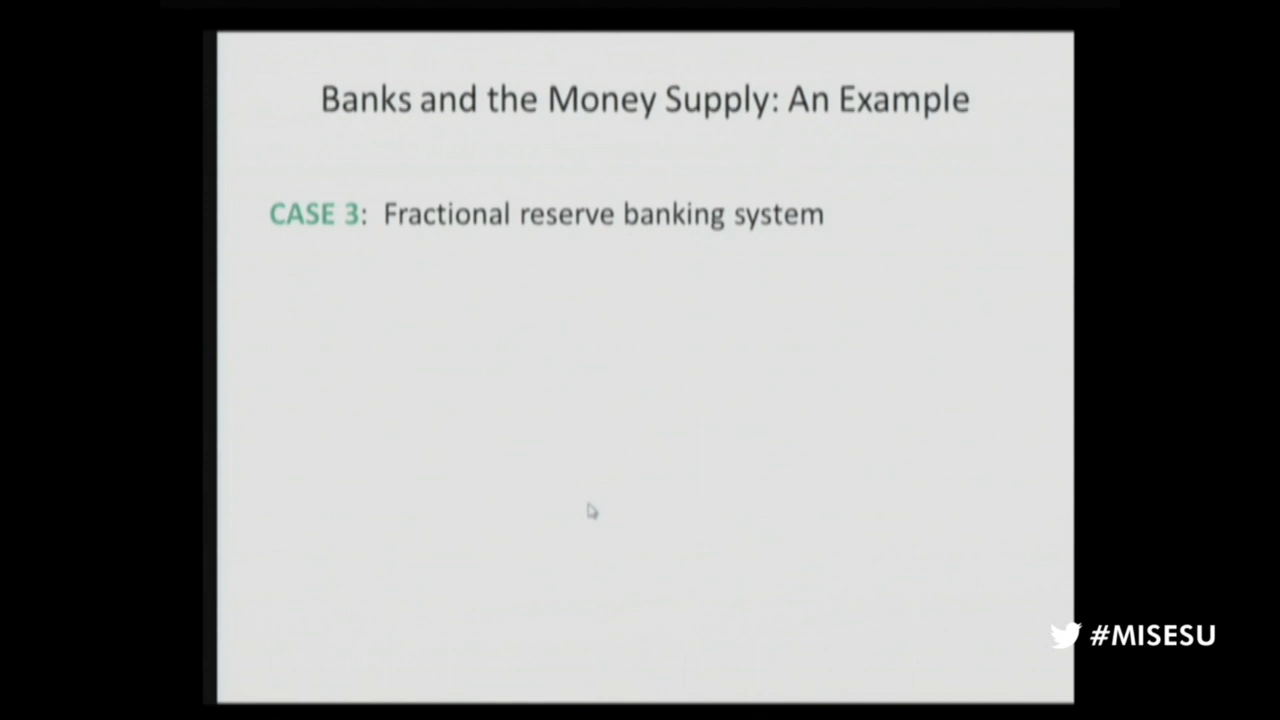 Banks and the Money Supply: An Example
CASE 3: Fractional reserve banking system
#MISESU